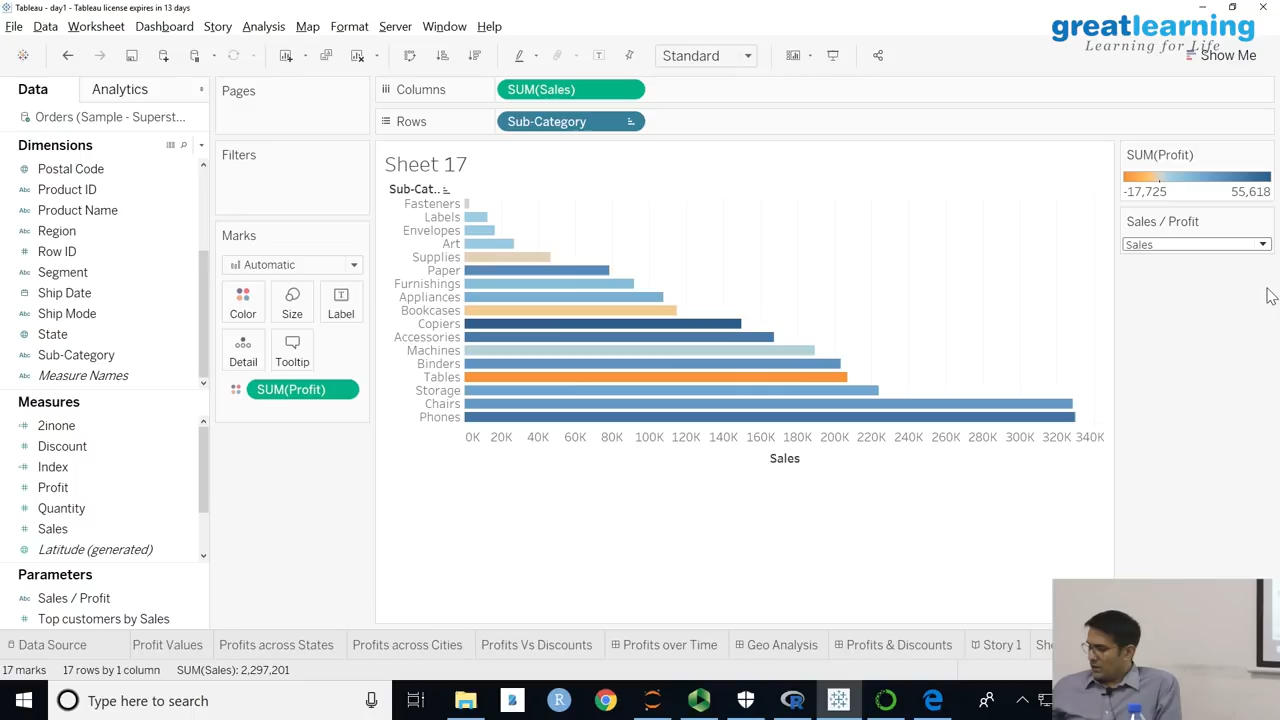 Tableau - day1 - Tableau license expires in 13 days
File Data Worksheet Dashboard Story Analysis Map Format Server Window Help
greatlearning
Learning for Life
Standard
Show Me
Data Analytics
Orders (Sample - Superst...
Dimensions
Postal Code
Product ID
Product Name
Region
Row ID
Segment
Ship Date
Ship Mode
State
Sub-Category
Measure Names
Measures
2inone
Discount
Index
Profit
Quantity
Sales
Latitude (generated)
Parameters
Sales / Profit
Top customers by Sales
Pages
Filters
Marks
Automatic
Color Size Label
Detail Tooltip
SUM(Profit)
Columns SUM(Sales)
Rows Sub-Category
Sheet 17
Sub-Cat..
Fasteners
Labels
Envelopes
Art
Supplies
Paper
Furnishings
Appliances
Bookcases
Copiers
Accessories
Machines
Binders
Tables
Storage
Chairs
Phones
0K 20K 40K 60K 80K 100K 120K 140K 160K 180K 200K 220K 240K 260K 280K 300K 320K 340K
Sales
SUM(Profit)
-17,725 55,618
Sales / Profit
Sales
Data Source Profit Values Profits across States Profits across Cities Profits Vs Discounts Profits over Time Geo Analysis Profits & Discounts Story 1 She
17 marks 17 rows by 1 column SUM(Sales): 2,297,201
Type here to search